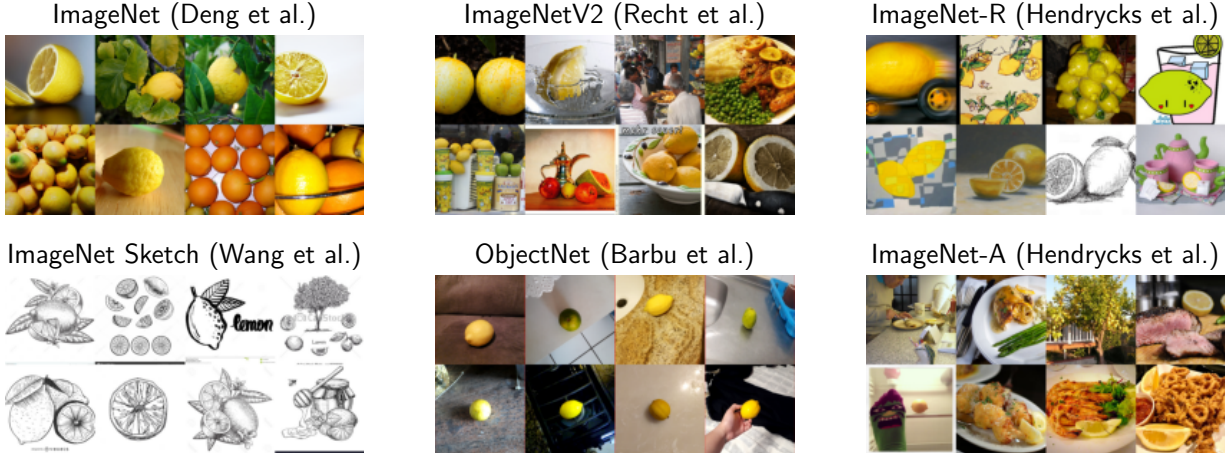 ImageNet (Deng et al.)
ImageNetV2 (Recht et al.)
ImageNet-R (Hendrycks et al.)
ImageNet Sketch (Wang et al.)
ObjectNet (Barbu et al.)
ImageNet-A (Hendrycks et al.)
lemon